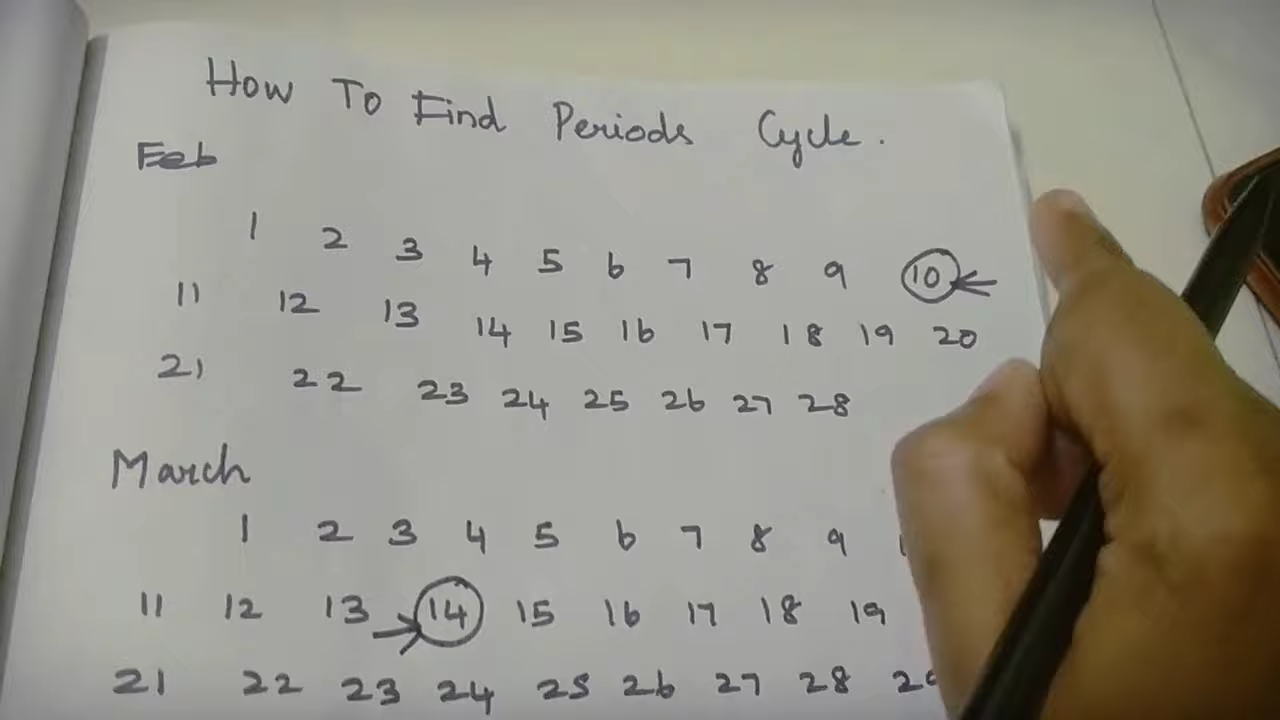 How To Find Periods Cycle.
Feb
1 2 3 4 5 6 7 8 9 10
11 12 13 14 15 16 17 18 19 20
21 22 23 24 25 26 27 28
March
1 2 3 4 5 6 7 8 9
11 12 13 14 15 16 17 18 19
21 22 23 24 25 26 27 28